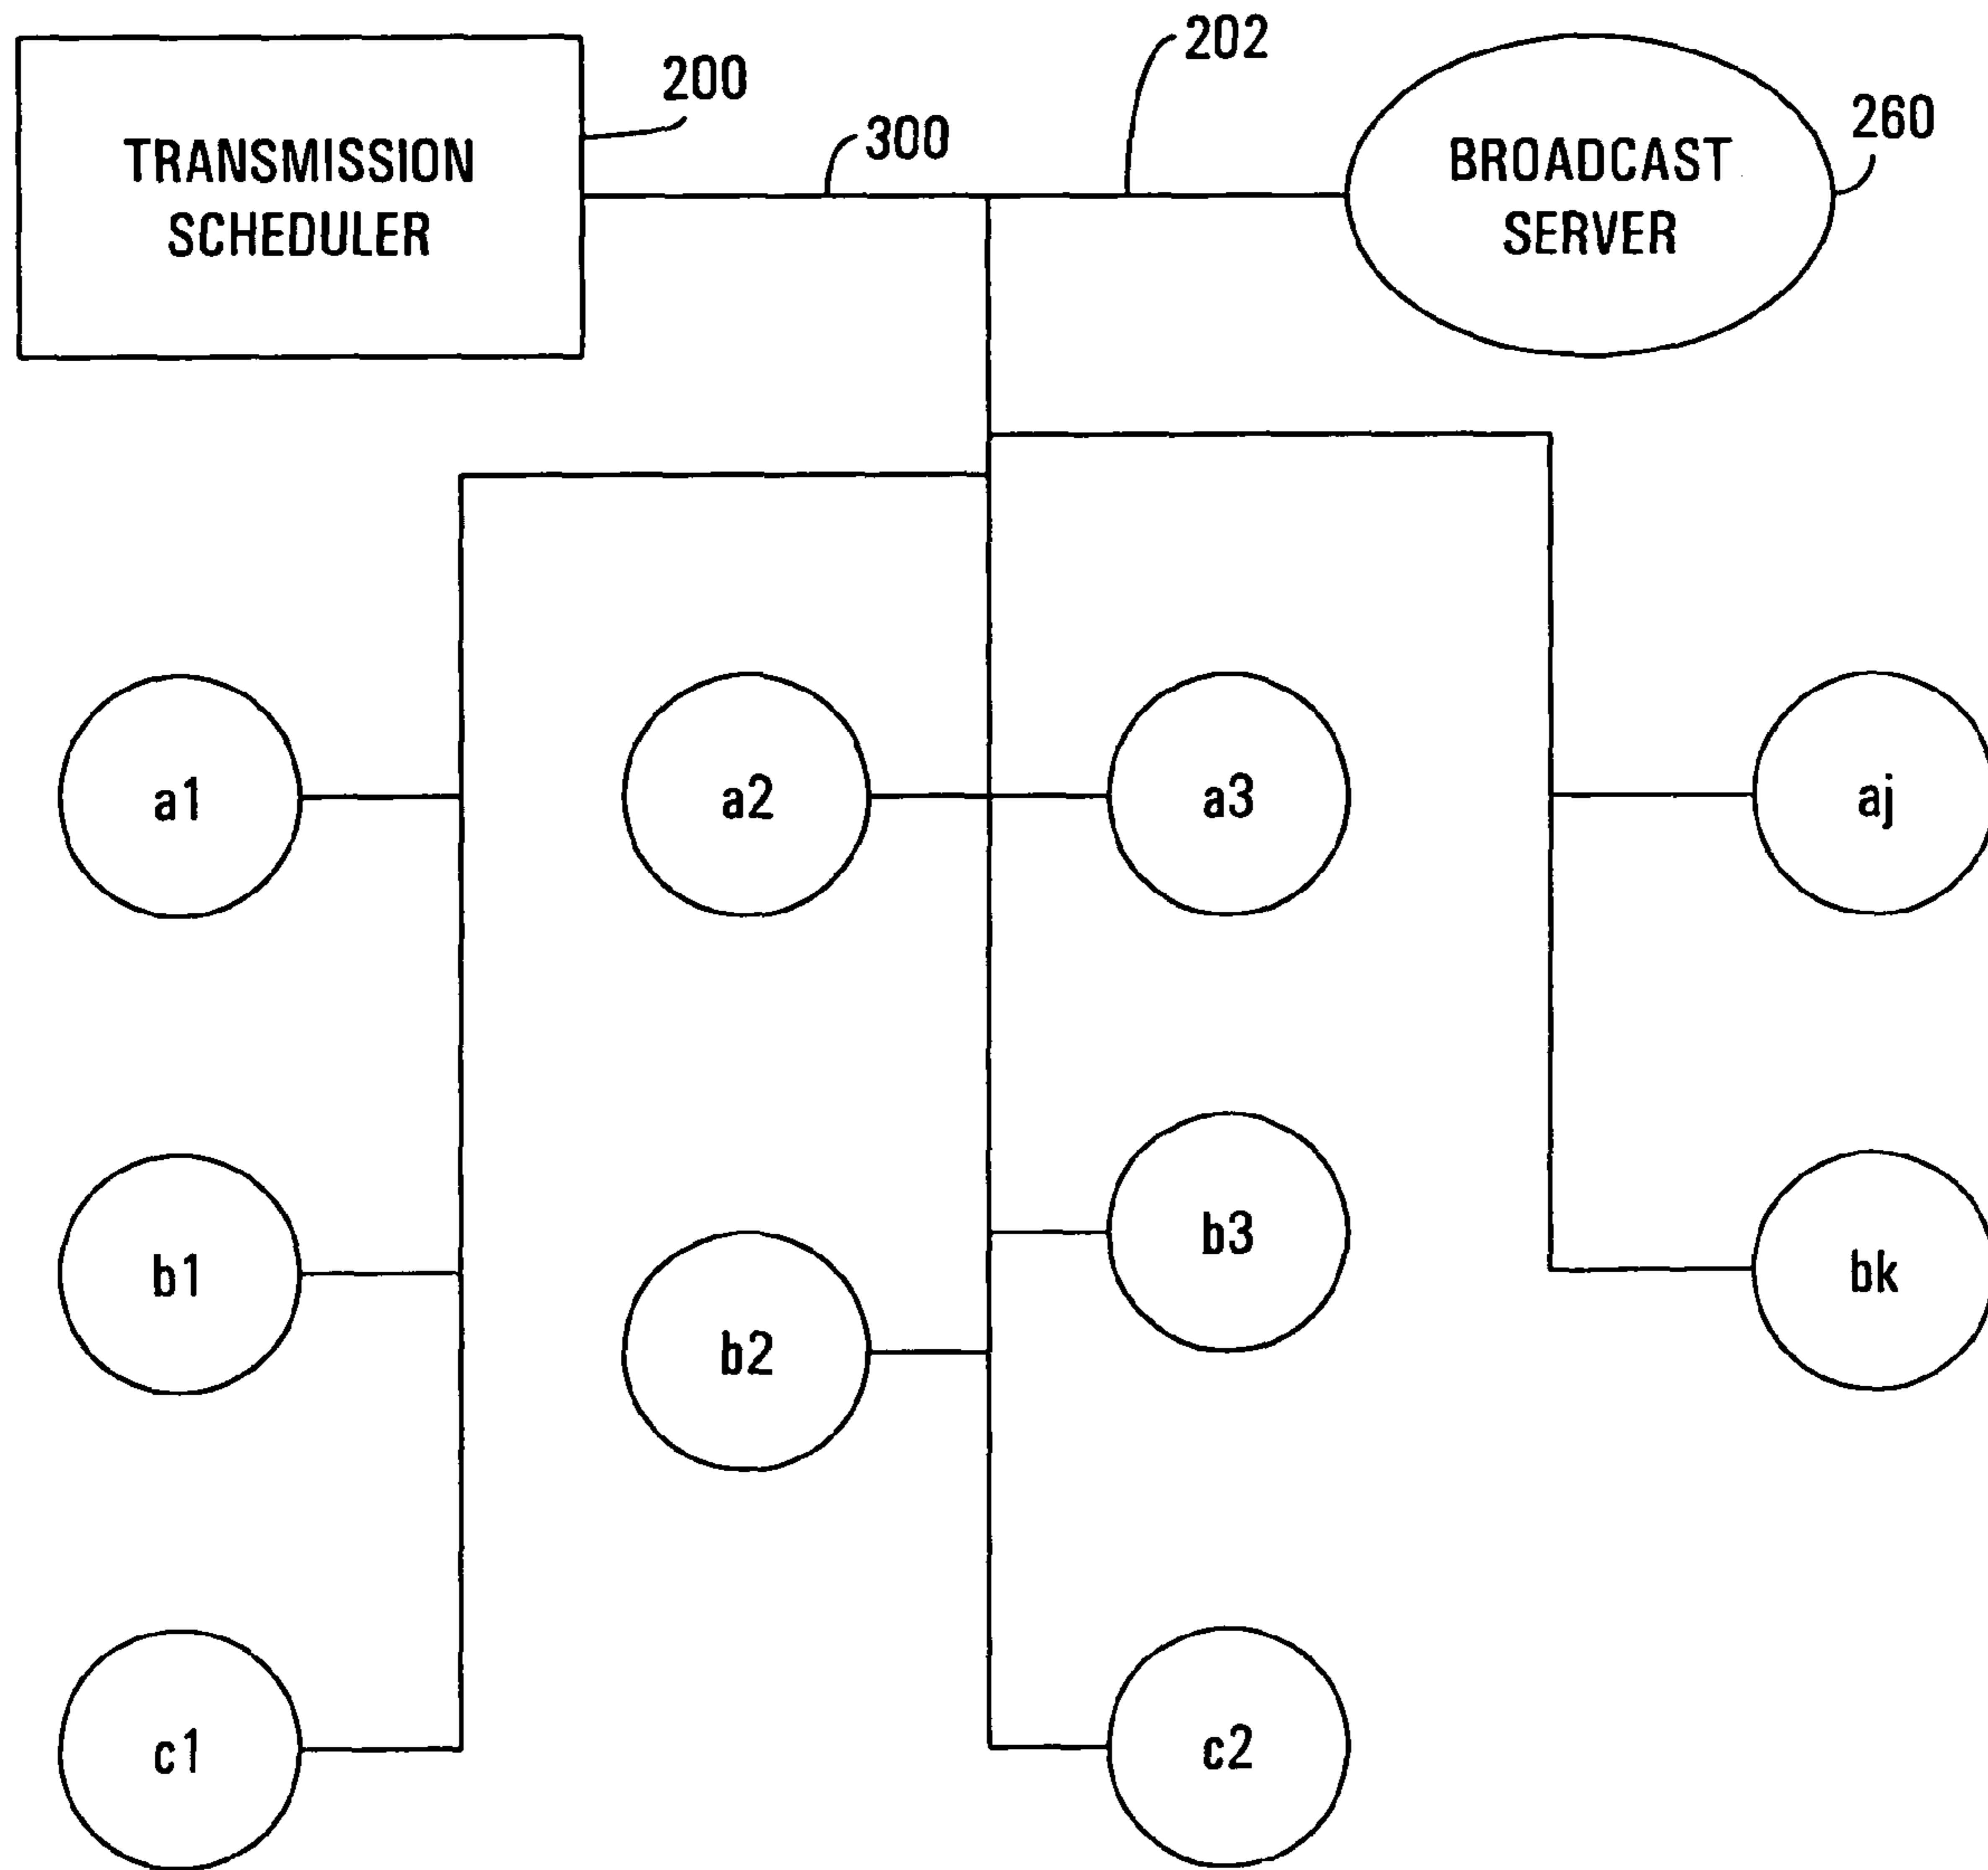 202
200
300
260
TRANSMISSION
SCHEDULER
BROADCAST
SERVER
a1
a2
a3
aj
b1
b2
b3
bk
c1
c2